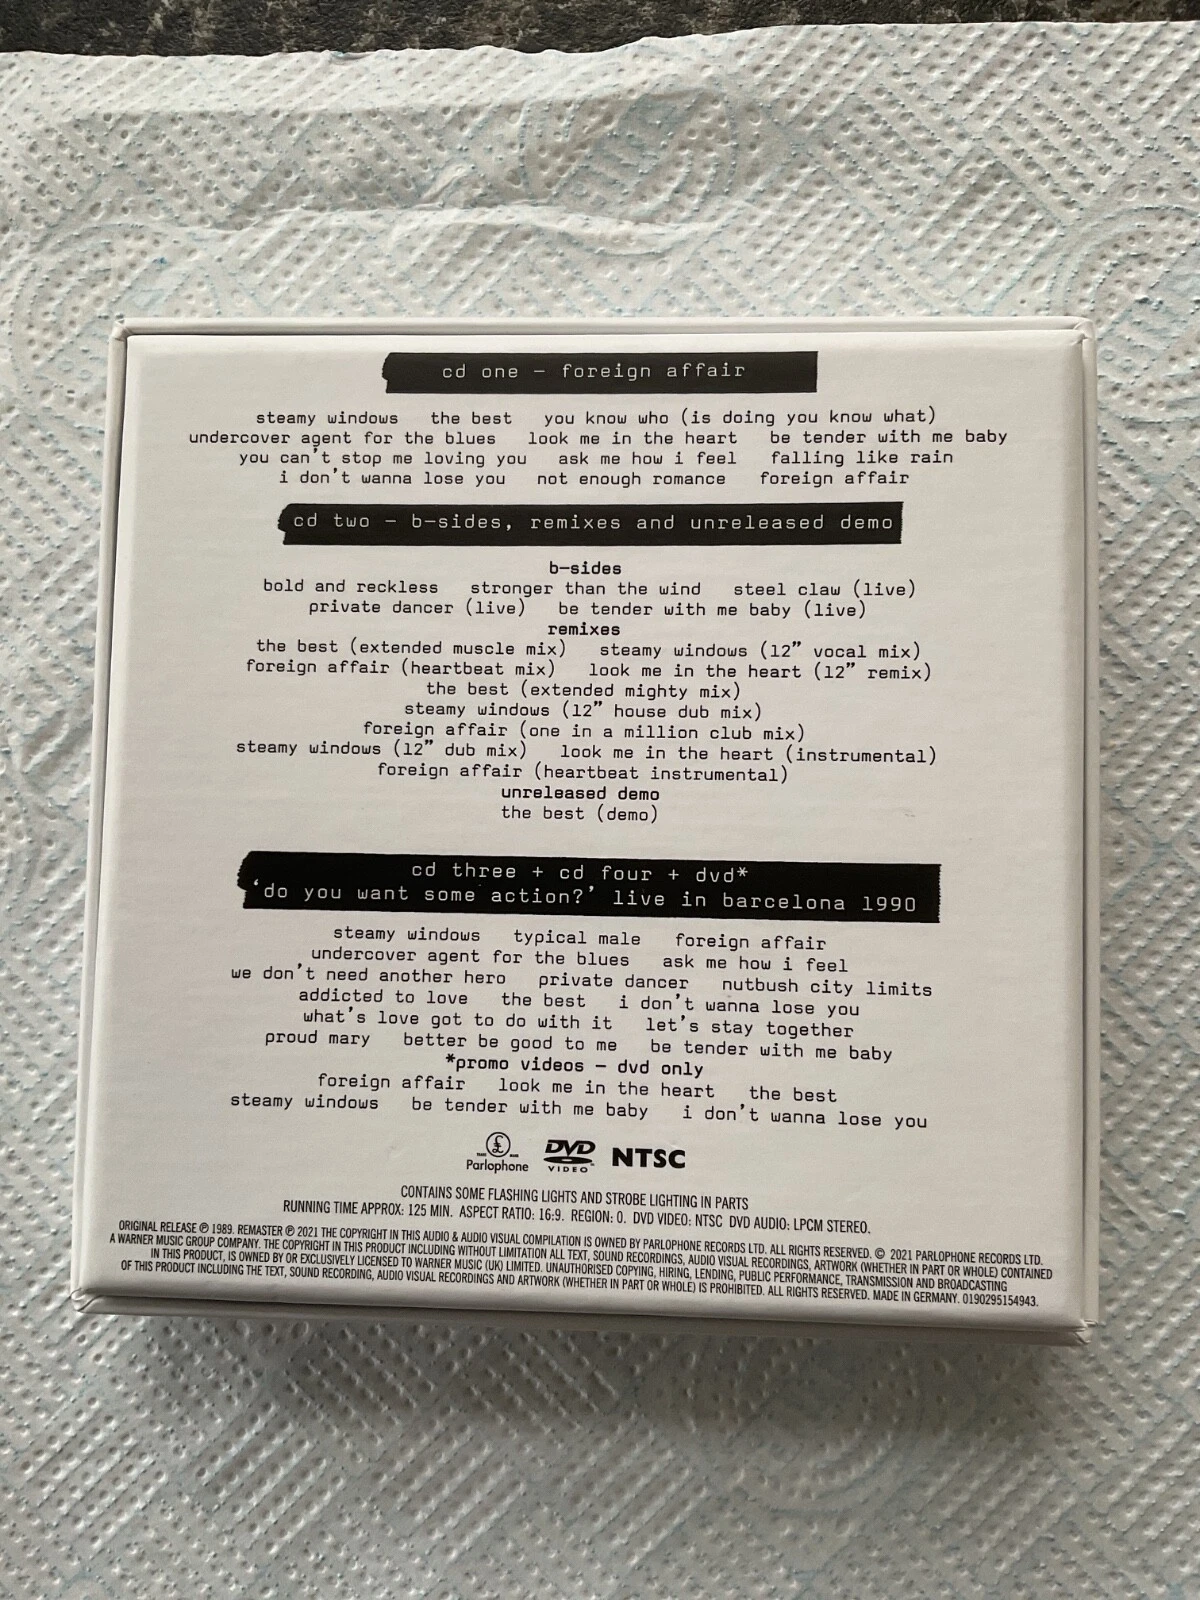 cd one – foreign affair
steamy windows   the best   you know who (is doing you know what)
undercover agent for the blues   look me in the heart   be tender with me baby
you can't stop me loving you   ask me how i feel   falling like rain
i don't wanna lose you   not enough romance   foreign affair
cd two – b–sides, remixes and unreleased demo
b–sides
bold and reckless   stronger than the wind   steel claw (live)
private dancer (live)   be tender with me baby (live)
remixes
the best (extended muscle mix)   steamy windows (12” vocal mix)
foreign affair (heartbeat mix)   look me in the heart (12” remix)
the best (extended mighty mix)
steamy windows (12” house dub mix)
foreign affair (one in a million club mix)
steamy windows (12” dub mix)   look me in the heart (instrumental)
foreign affair (heartbeat instrumental)
unreleased demo
the best (demo)
cd three + cd four + dvd*
‘do you want some action?’ live in barcelona 1990
steamy windows   typical male   foreign affair
undercover agent for the blues   ask me how i feel
we don't need another hero   private dancer   nutbush city limits
addicted to love   the best   i don't wanna lose you
what's love got to do with it   let's stay together
proud mary   better be good to me   be tender with me baby
*promo videos – dvd only
foreign affair   look me in the heart   the best
steamy windows   be tender with me baby   i don't wanna lose you
£
Parlophone   DVD VIDEO   NTSC
CONTAINS SOME FLASHING LIGHTS AND STROBE LIGHTING IN PARTS
RUNNING TIME APPROX: 125 MIN. ASPECT RATIO: 16:9. REGION: 0. DVD VIDEO: NTSC DVD AUDIO: LPCM STEREO.
ORIGINAL RELEASE ℗ 1989. REMASTER ℗ 2021 THE COPYRIGHT IN THIS AUDIO & AUDIO VISUAL COMPILATION IS OWNED BY PARLOPHONE RECORDS LTD. ALL RIGHTS RESERVED. © 2021 PARLOPHONE RECORDS LTD.
A WARNER MUSIC GROUP COMPANY. THE COPYRIGHT IN THIS PRODUCT INCLUDING WITHOUT LIMITATION ALL TEXT, SOUND RECORDINGS, AUDIO VISUAL RECORDINGS, ARTWORK (WHETHER IN PART OR WHOLE) CONTAINED
IN THIS PRODUCT, IS OWNED BY OR EXCLUSIVELY LICENSED TO WARNER MUSIC (UK) LIMITED. UNAUTHORISED COPYING, HIRING, LENDING, PUBLIC PERFORMANCE, TRANSMISSION AND BROADCASTING
OF THIS PRODUCT INCLUDING THE TEXT, SOUND RECORDING, AUDIO VISUAL RECORDINGS AND ARTWORK (WHETHER IN PART OR WHOLE) IS PROHIBITED. ALL RIGHTS RESERVED. MADE IN GERMANY. 0190295154943.